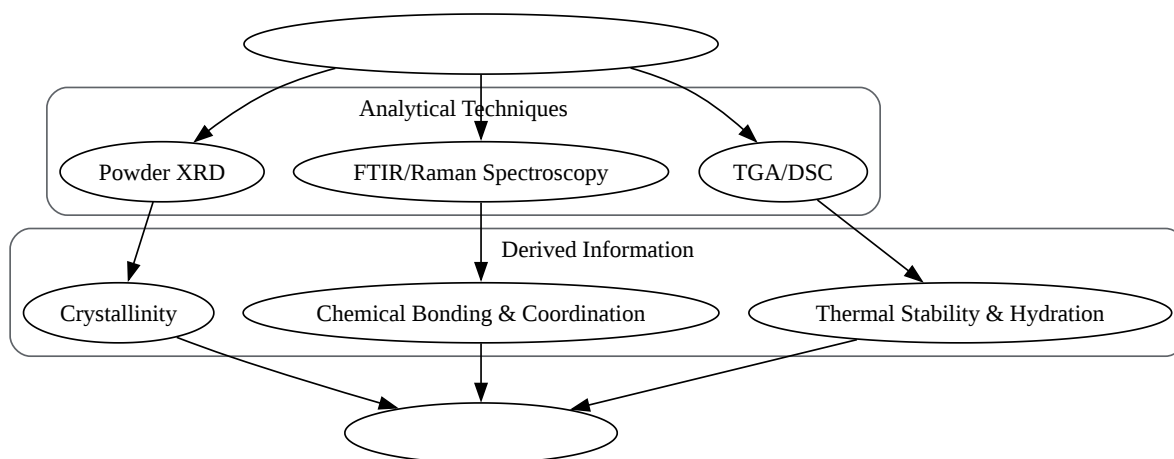 Analytical Techniques
Powder XRD
FTIR/Raman Spectroscopy
TGA/DSC
Derived Information
Crystallinity
Chemical Bonding & Coordination
Thermal Stability & Hydration